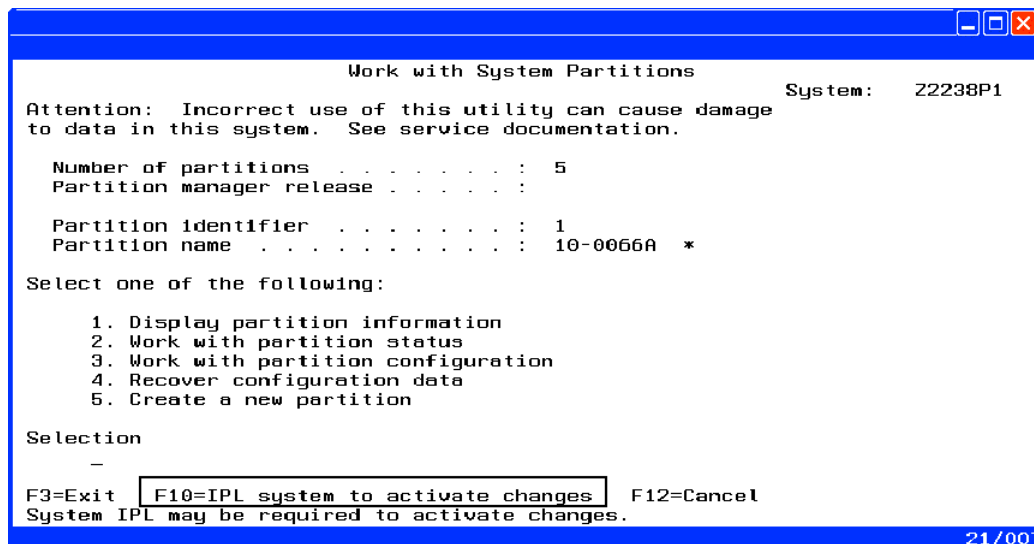 Work with System Partitions
System: Z2238P1
Attention: Incorrect use of this utility can cause damage
to data in this system. See service documentation.
Number of partitions . . . . . . . : 5
Partition manager release . . . . . :
Partition identifier . . . . . . . : 1
Partition name . . . . . . . . . . : 10-0066A *
Select one of the following:
1. Display partition information
2. Work with partition status
3. Work with partition configuration
4. Recover configuration data
5. Create a new partition
Selection
_
F3=Exit F10=IPL system to activate changes F12=Cancel
System IPL may be required to activate changes.